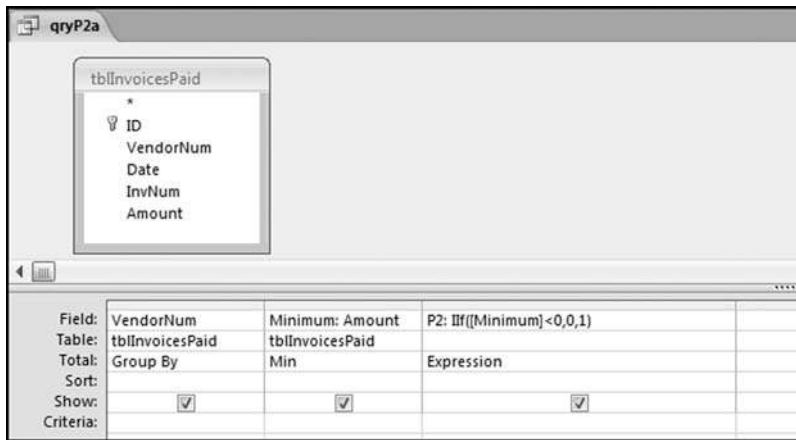 qryP2a
tblInvoicesPaid
*
ID
VendorNum
Date
InvNum
Amount
Field: VendorNum Minimum: Amount P2: IIf([Minimum]<0,0,1)
Table: tblInvoicesPaid tblInvoicesPaid
Total: Group By Min Expression
Sort:
Show:
Criteria: